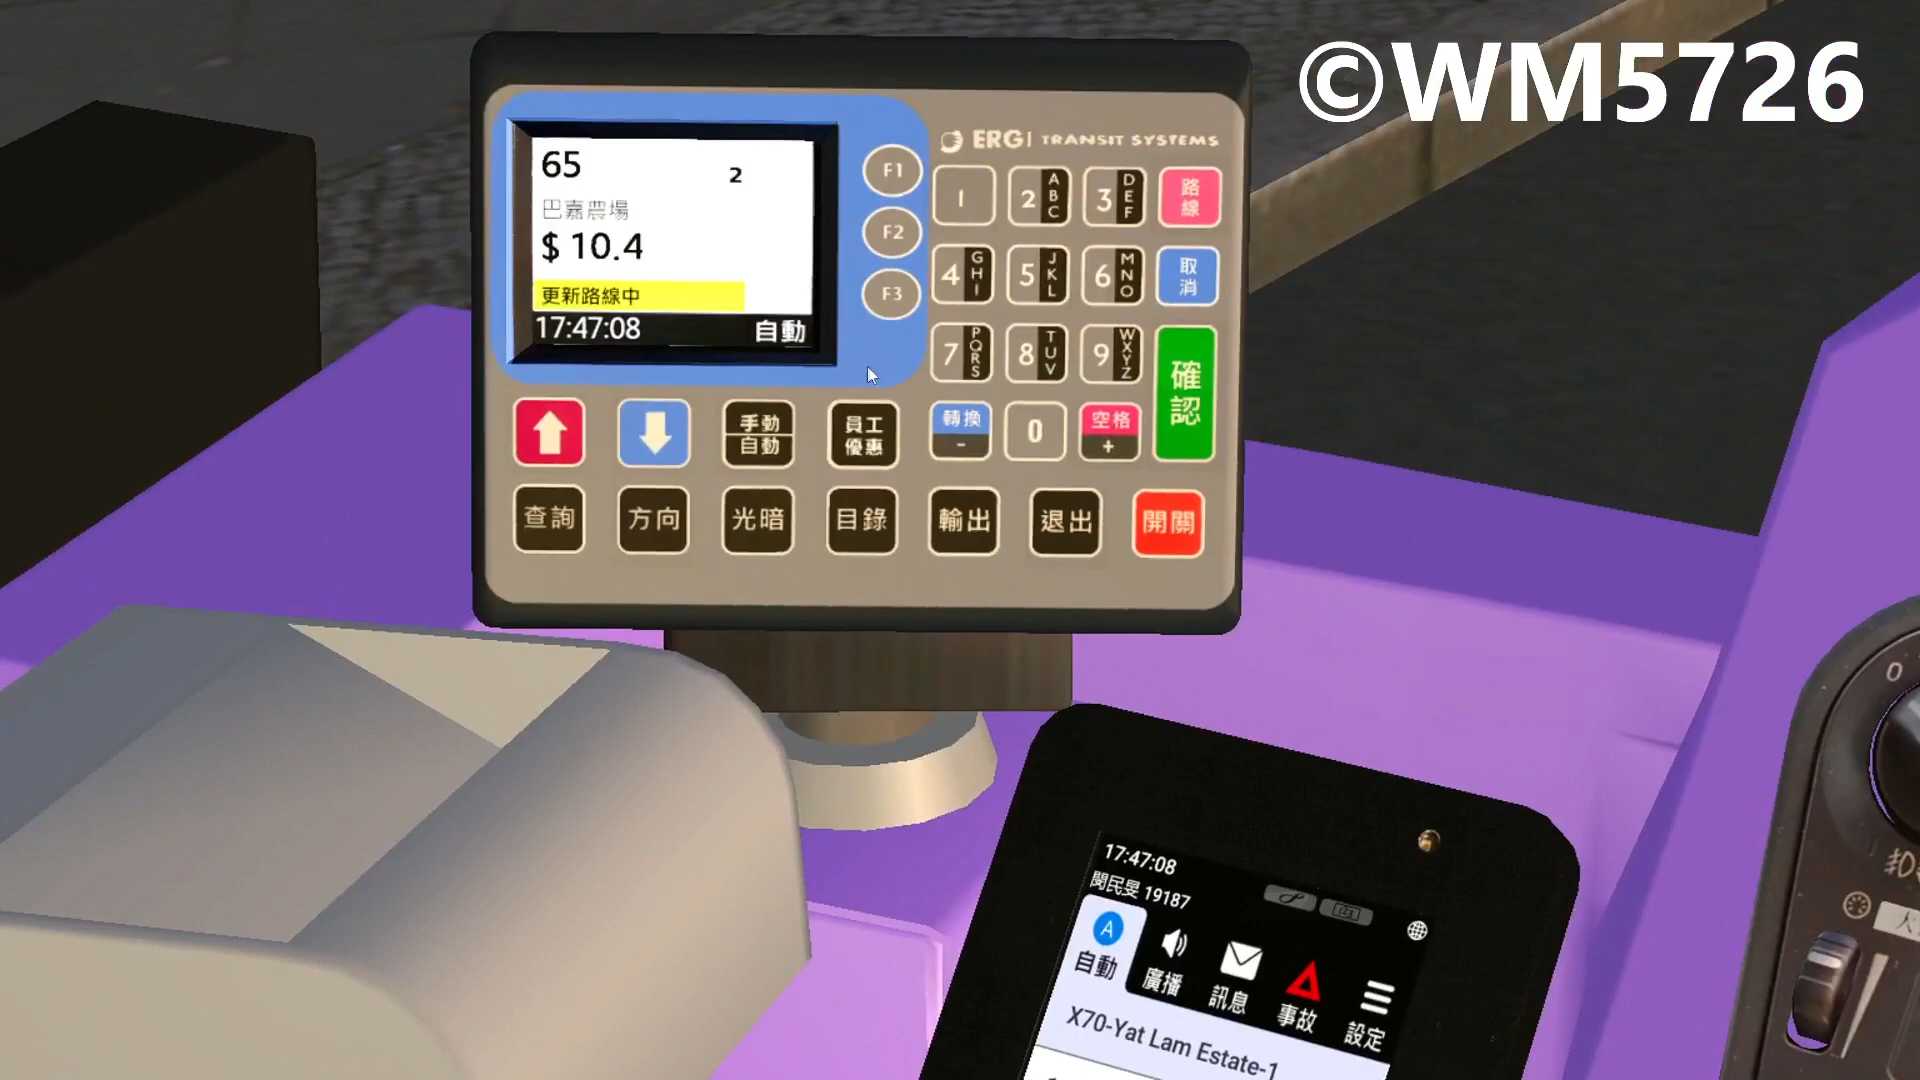 ©WM5726
65
2
巴嘉農場
$ 10.4
更新路線中
17:47:08
自動
F1
F2
F3
ERG TRANSIT SYSTEMS
1
2 ABC
3 DEF
路線
4 GHI
5 JKL
6 MNO
取消
7 PQRS
8 TUV
9 WXYZ
確認
手動
自動
員工
優惠
轉換
-
0
空格
+
查詢
方向
光暗
目錄
輸出
退出
開關
17:47:08
閔民旻 19187
A
自動
廣播
訊息
事故
設定
X70-Yat Lam Estate-1
0